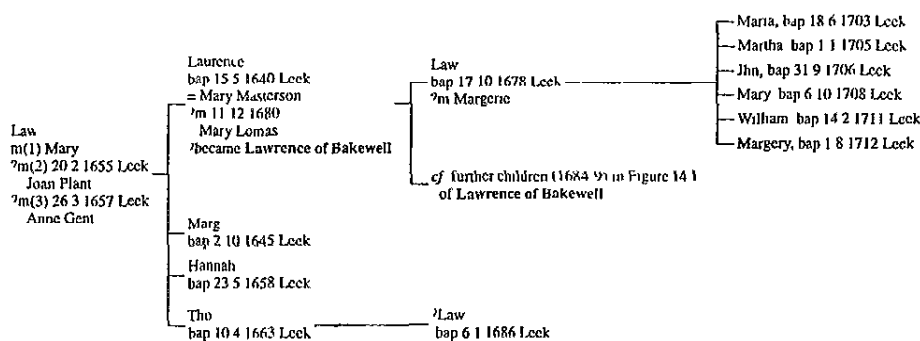 Law
m(1) Mary
?m(2) 20 2 1655 Leek
Joan Plant
?m(3) 26 3 1657 Leek
Anne Gent
Laurence
bap 15 5 1640 Leek
= Mary Masterson
?m 11 12 1680
Mary Lomas
?became Lawrence of Bakewell
Marg
bap 2 10 1645 Leek
Hannah
bap 23 5 1658 Leek
Tho
bap 10 4 1663 Leek
Law
bap 17 10 1678 Leek
?m Margerie
cf further children (1684 9) in Figure 14 1
of Lawrence of Bakewell
?Law
bap 6 1 1686 Leek
Maria, bap 18 6 1703 Leek
Martha bap 1 1 1705 Leek
Jhn, bap 31 9 1706 Leek
Mary bap 6 10 1708 Leek
William bap 14 2 1711 Leek
Margery, bap 1 8 1712 Leek